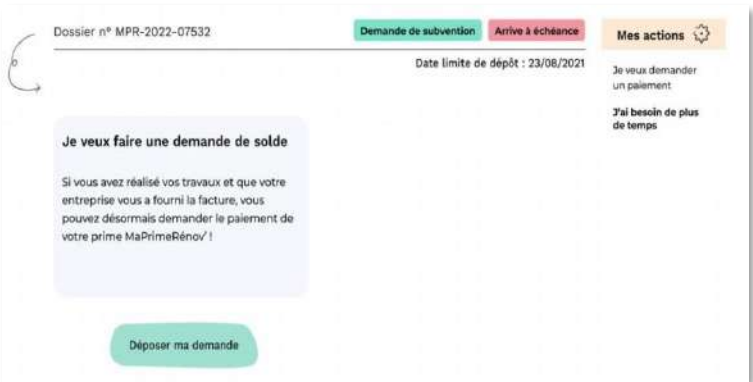 Dossier n° MPR-2022-07532
Demande de subvention
Arrive à échéance
Mes actions
Date limite de dépôt : 23/08/2021
Je veux demander
un paiement
J'ai besoin de plus
de temps
Je veux faire une demande de solde
Si vous avez réalisé vos travaux et que votre
entreprise vous a fourni la facture, vous
pouvez désormais demander le paiement de
votre prime MaPrimeRénov' !
Déposer ma demande